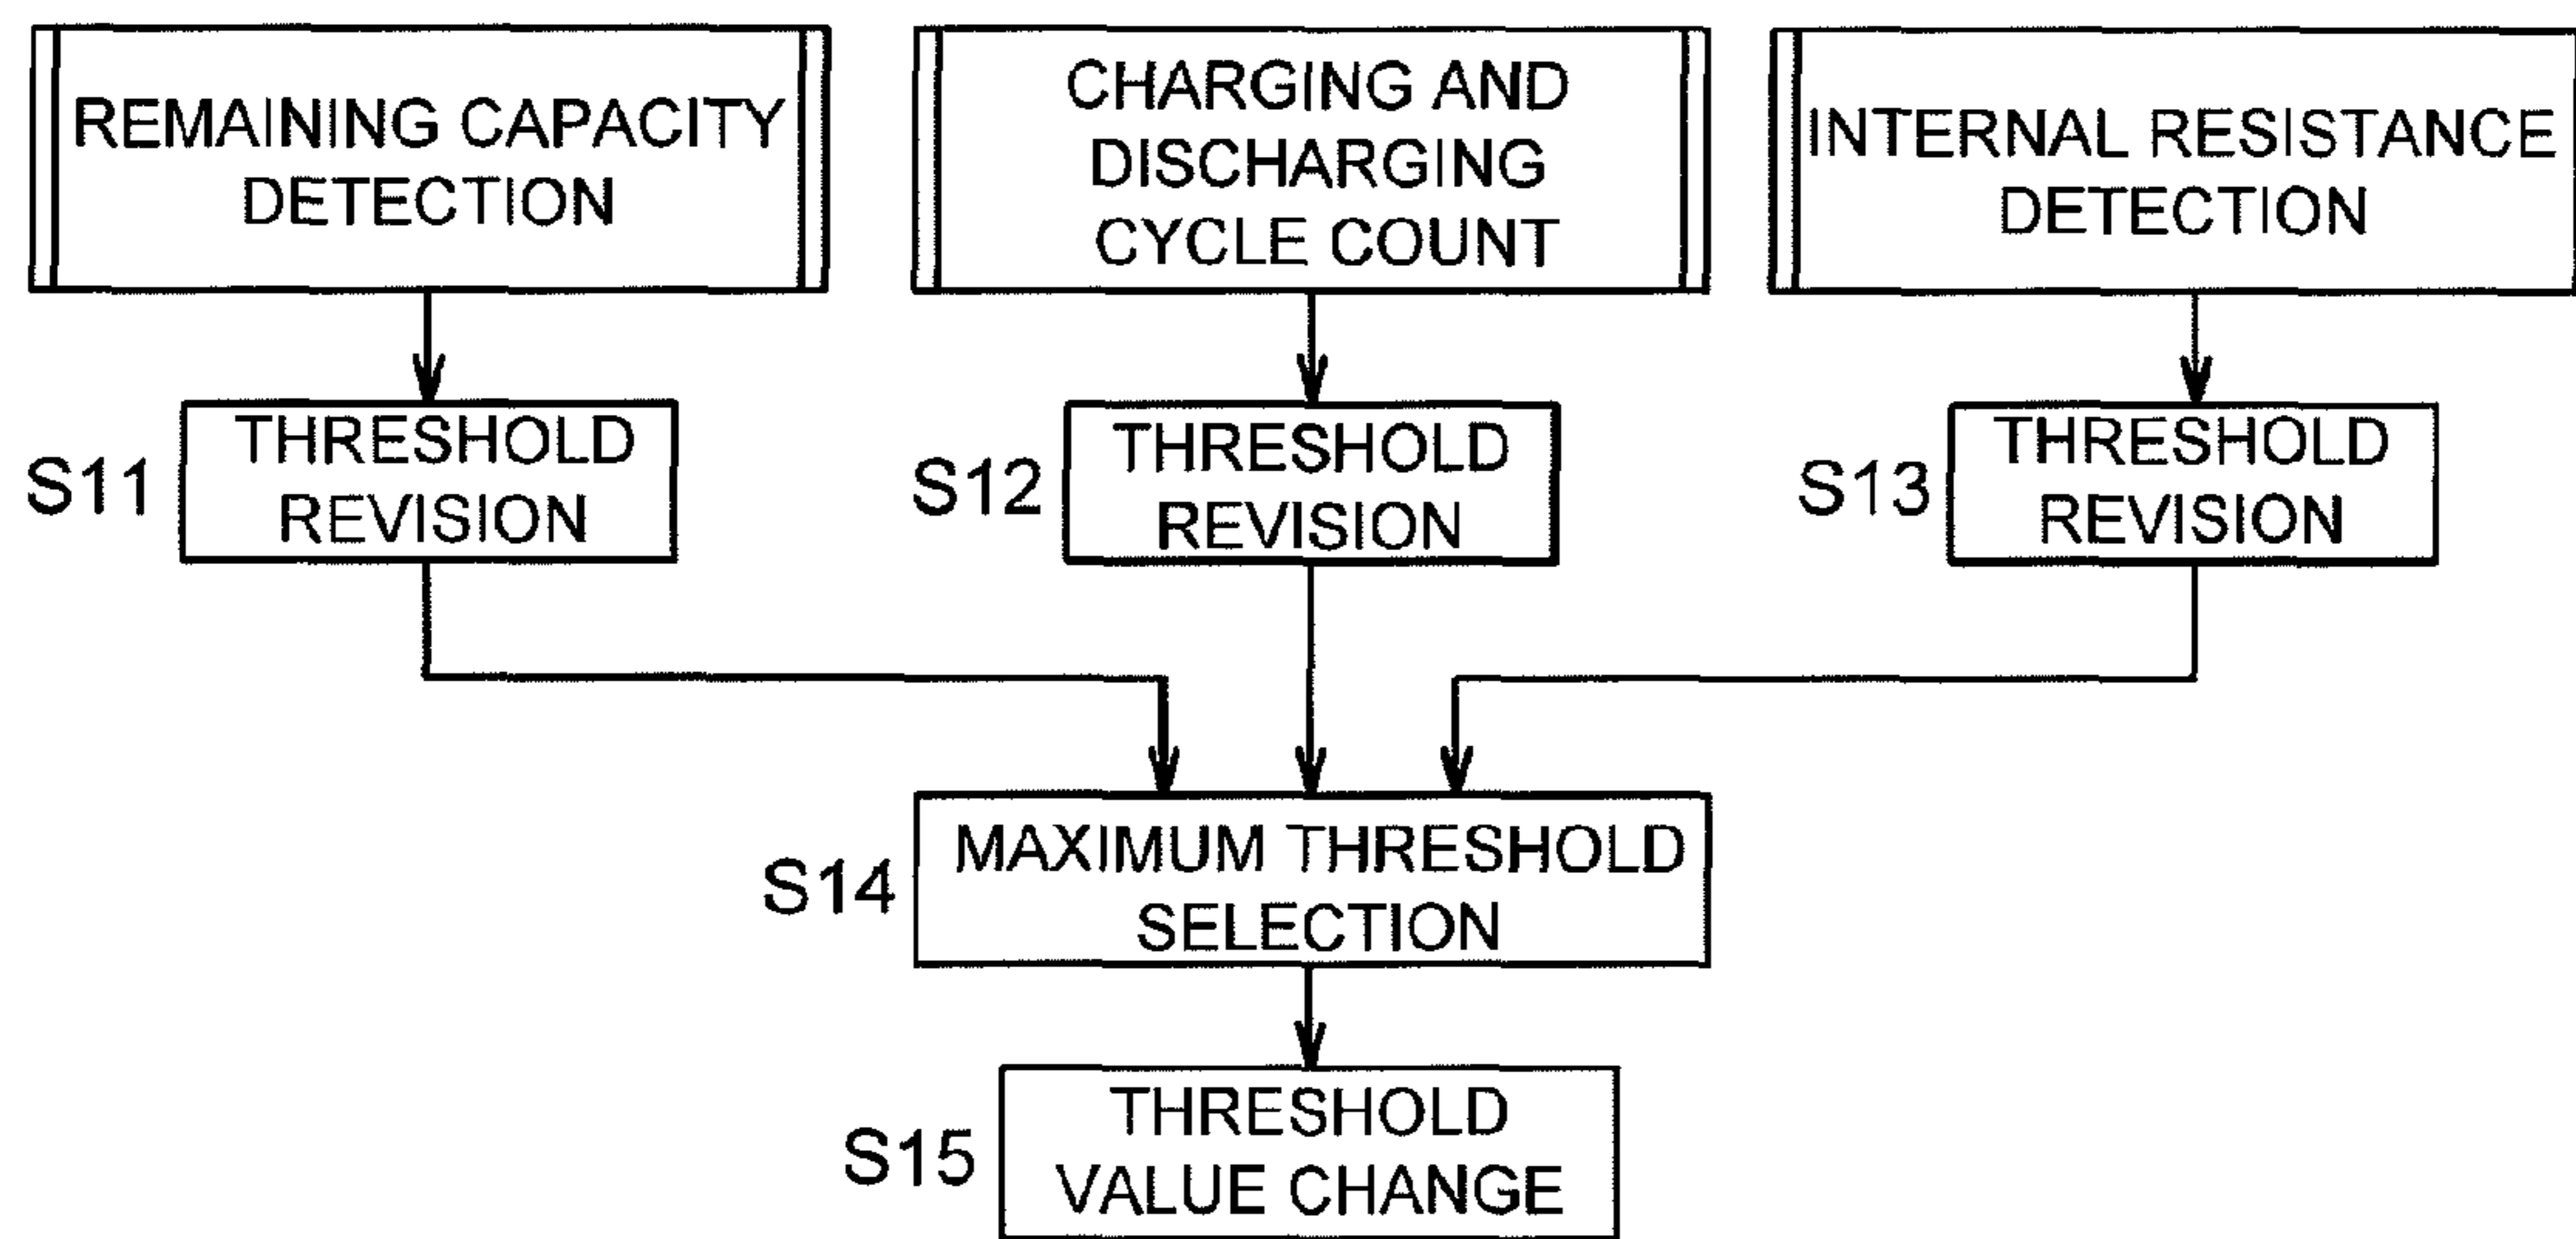 REMAINING CAPACITY
DETECTION
CHARGING AND
DISCHARGING
CYCLE COUNT
INTERNAL RESISTANCE
DETECTION
S11
THRESHOLD
REVISION
S12
THRESHOLD
REVISION
S13
THRESHOLD
REVISION
S14
MAXIMUM THRESHOLD
SELECTION
S15
THRESHOLD
VALUE CHANGE